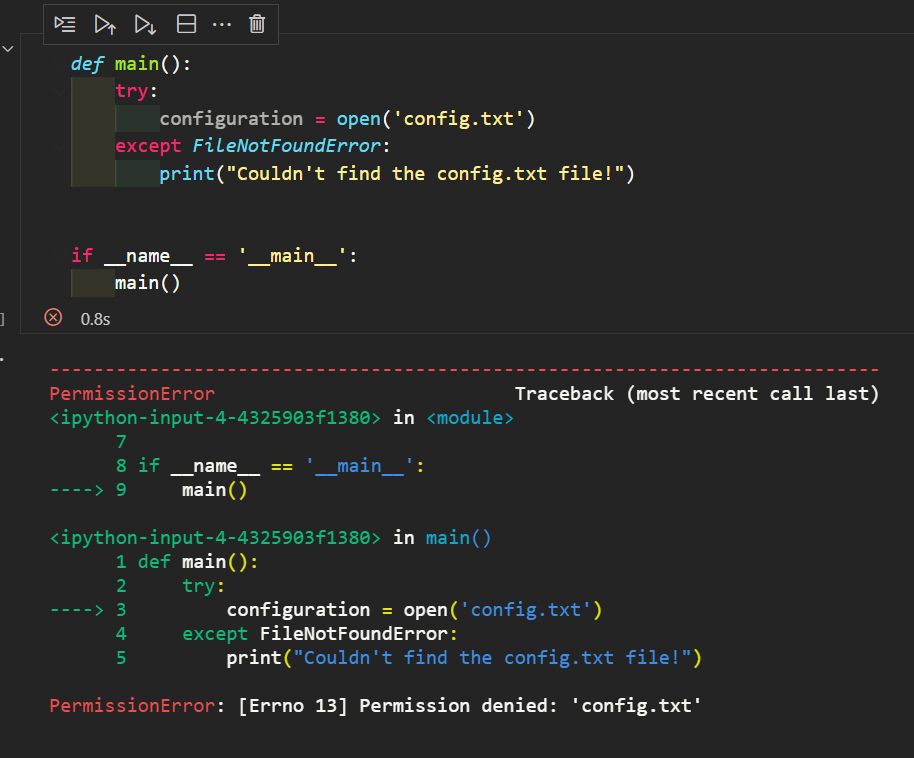 def main():
    try:
        configuration = open('config.txt')
    except FileNotFoundError:
        print("Couldn't find the config.txt file!")
if __name__ == '__main__':
    main()
]
0.8s
---------------------------------------------------------------------------
PermissionError                           Traceback (most recent call last)
<ipython-input-4-4325903f1380> in <module>
      7
      8 if __name__ == '__main__':
----> 9     main()
<ipython-input-4-4325903f1380> in main()
      1 def main():
      2     try:
----> 3         configuration = open('config.txt')
      4     except FileNotFoundError:
      5         print("Couldn't find the config.txt file!")
PermissionError: [Errno 13] Permission denied: 'config.txt'